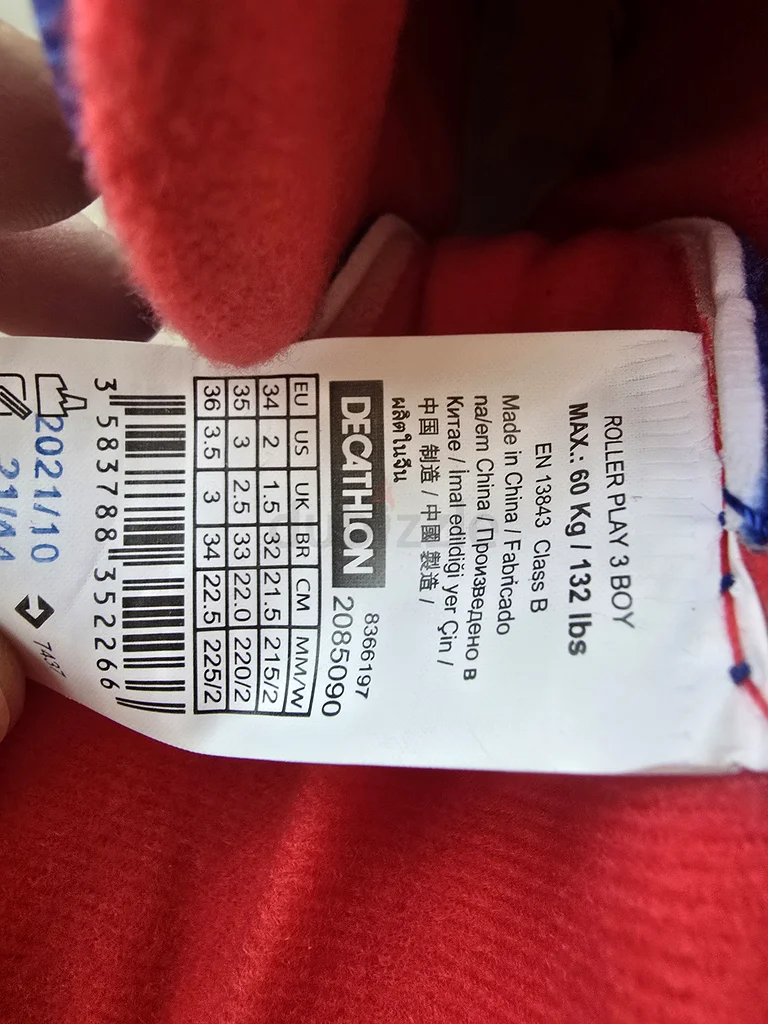 ROLLER PLAY 3 BOY
MAX.: 60 Kg / 132 lbs
EN 13843 Class B
Made in China / Fabricado
na/em China / Произведено в
Китае / İmal edildiği yer Çin /
中国 制造 / 中國 製造 /
ผลิตในจีน
8366197
DECATHLON 2085090
EU US UK BR CM MM/W
34 2 1.5 32 21.5 215/2
35 3 2.5 33 22.0 220/2
36 3.5 3 34 22.5 225/2
3 583788 352266
2021/10
7437